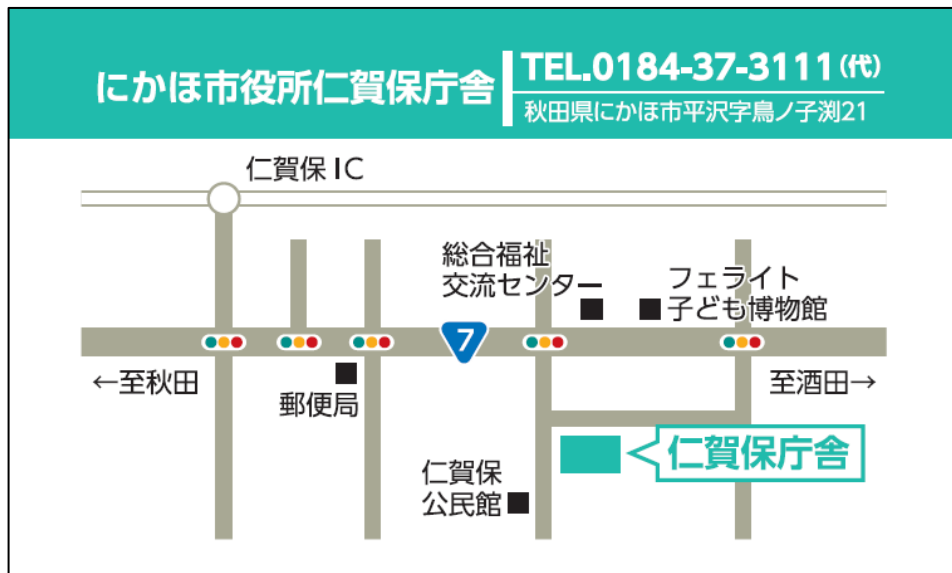 にかほ市役所仁賀保庁舎
TEL.0184-37-3111(代)
秋田県にかほ市平沢字鳥ノ子渕21
仁賀保IC
総合福祉
交流センター
フェライト
子ども博物館
7
←至秋田
郵便局
至酒田→
仁賀保庁舎
仁賀保
公民館